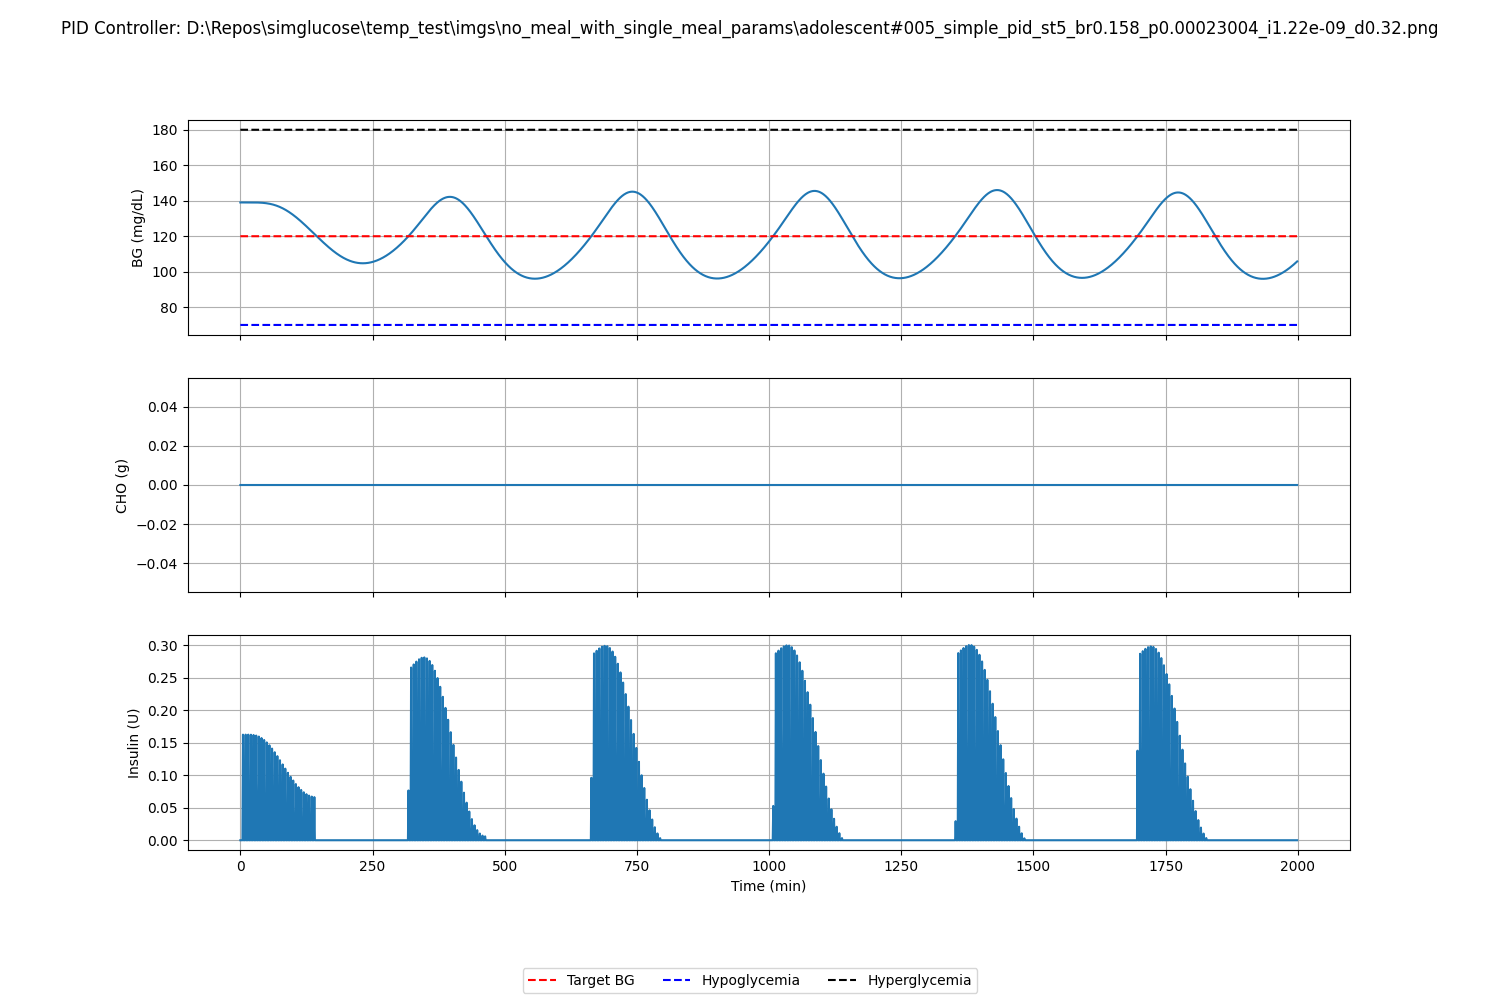 PID Controller: D:\Repos\simglucose\temp_test\imgs\no_meal_with_single_meal_params\adolescent#005_simple_pid_st5_br0.158_p0.00023004_i1.22e-09_d0.32.png
180
160
140
120
100
80
BG (mg/dL)
0.04
0.02
0.00
−0.02
−0.04
CHO (g)
0.30
0.25
0.20
0.15
0.10
0.05
0.00
Insulin (U)
0 250 500 750 1000 1250 1500 1750 2000
Time (min)
Target BG Hypoglycemia Hyperglycemia